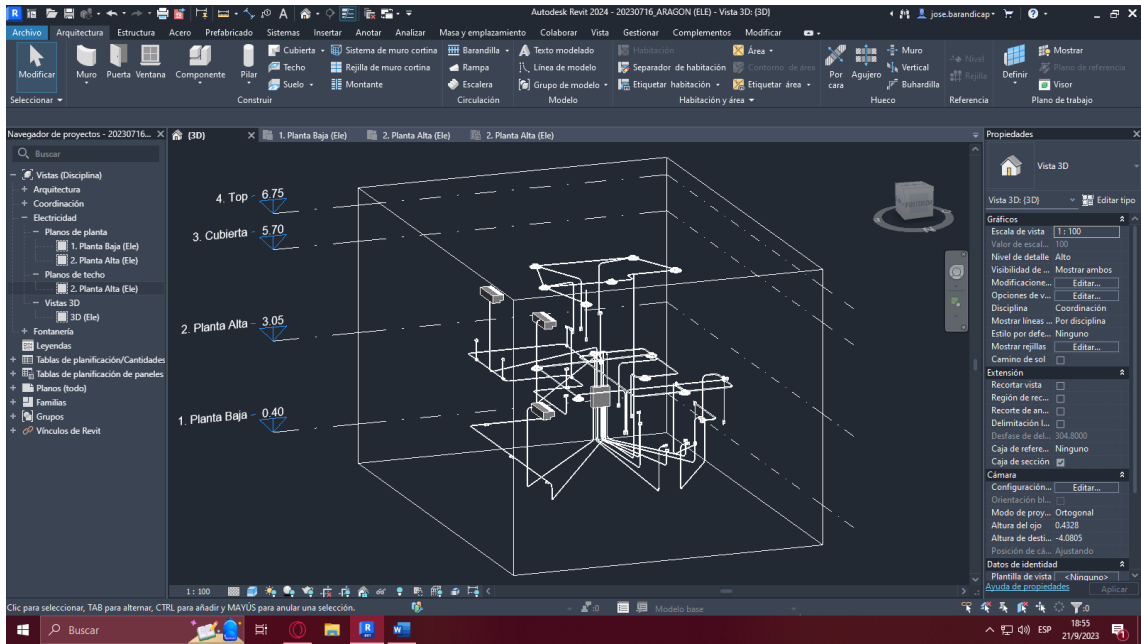 Autodesk Revit 2024 - 20230716_ARAGON (ELE) - Vista 3D: {3D}
jose.barandicap
Archivo Arquitectura Estructura Acero Prefabricado Sistemas Insertar Anotar Analizar Masa y emplazamiento Colaborar Vista Gestionar Complementos Modificar
Modificar
Muro Puerta Ventana Componente Pilar
Cubierta
Techo
Suelo
Sistema de muro cortina
Rejilla de muro cortina
Montante
Barandilla
Rampa
Escalera
Texto modelado
Línea de modelo
Grupo de modelo
Habitación
Separador de habitación
Etiquetar habitación
Área
Contorno de área
Etiquetar área
Por cara
Agujero
Muro
Vertical
Buhardilla
Nivel
Rejilla
Definir
Mostrar
Plano de referencia
Visor
Seleccionar Construir Circulación Modelo Habitación y área Hueco Referencia Plano de trabajo
Navegador de proyectos - 20230716...
Buscar
Vistas (Disciplina)
Arquitectura
Coordinación
Electricidad
Planos de planta
1. Planta Baja (Ele)
2. Planta Alta (Ele)
Planos de techo
2. Planta Alta (Ele)
Vistas 3D
3D (Ele)
Fontanería
Leyendas
Tablas de planificación/Cantidades
Tablas de planificación de paneles
Planos (todo)
Familias
Grupos
Vínculos de Revit
{3D} 1. Planta Baja (Ele) 2. Planta Alta (Ele) 2. Planta Alta (Ele)
4. Top 6.75
3. Cubierta 5.70
2. Planta Alta 3.05
1. Planta Baja 0.40
Propiedades
Vista 3D
Vista 3D: {3D} Editar tipo
Gráficos
Escala de vista 1 : 100
Valor de escal... 100
Nivel de detalle Alto
Visibilidad de ... Mostrar ambos
Modificacione... Editar...
Opciones de v... Editar...
Disciplina Coordinación
Mostrar líneas ... Por disciplina
Estilo por defe... Ninguno
Mostrar rejillas Editar...
Camino de sol
Extensión
Recortar vista
Región de rec...
Recorte de an...
Delimitación l...
Desfase de del... 304.8000
Caja de refere... Ninguno
Caja de sección
Cámara
Configuración... Editar...
Orientación bl...
Modo de proy... Ortogonal
Altura del ojo 0.4328
Altura de desti... -4.0805
Posición de cá... Ajustando
Datos de identidad
Plantilla de vista <Ninguno>
Ayuda de propiedades Aplicar
1 : 100
Clic para seleccionar, TAB para alternar, CTRL para añadir y MAYÚS para anular una selección.
:0 Modelo base :0
Buscar
ESP 18:55
21/9/2023